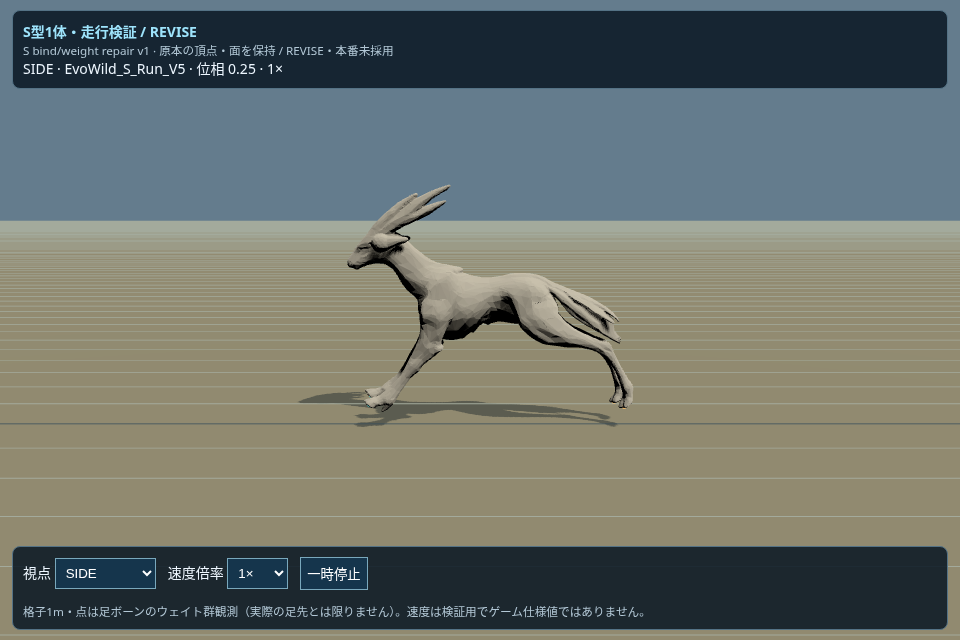 S型1体・走行検証 / REVISE
S bind/weight repair v1 · 原本の頂点・面を保持 / REVISE・本番未採用
SIDE · EvoWild_S_Run_V5 · 位相 0.25 · 1×
視点 SIDE 速度倍率 1× 一時停止
格子1m・点は足ボーンのウェイト群観測（実際の足先とは限りません）。速度は検証用でゲーム仕様値ではありません。